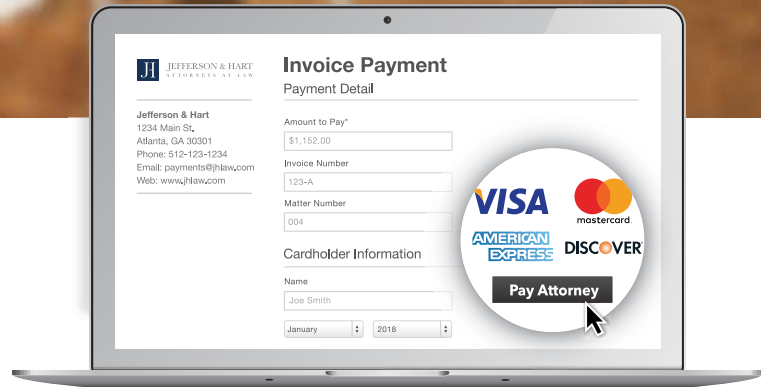 JH
JEFFERSON & HART
ATTORNEYS AT LAW
Jefferson & Hart
1234 Main St.
Atlanta, GA 30301
Phone: 512-123-1234
Email: payments@jhlaw.com
Web: www.jhlaw.com
Invoice Payment
Payment Detail
Amount to Pay*
$1,152.00
Invoice Number
123-A
Matter Number
004
Cardholder Information
Name
Joe Smith
January 2018
VISA
mastercard.
AMERICAN
EXPRESS
DISCOVER
Pay Attorney